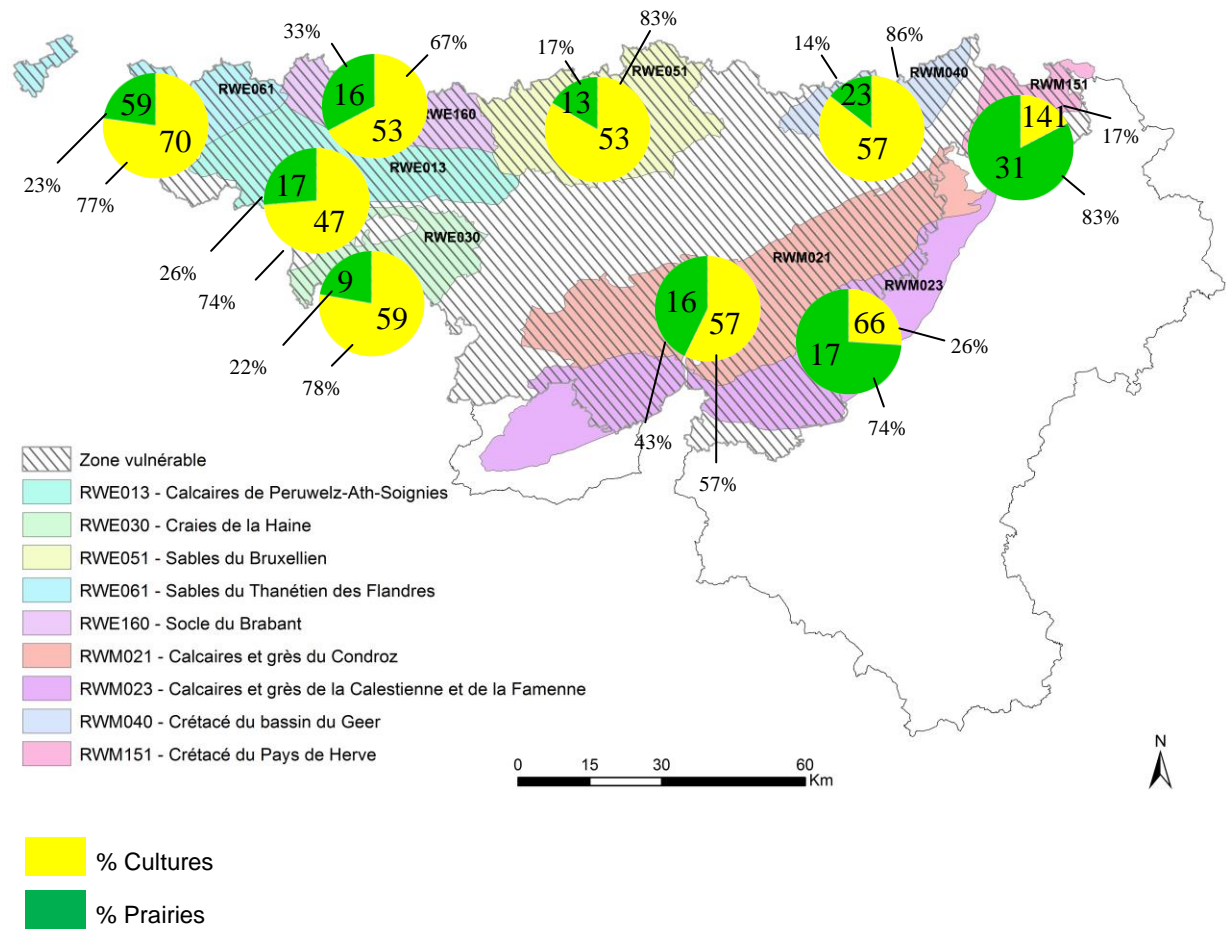 33%
67%
17%
83%
14%
86%
RWE051
RWM040
RWM151
RWE061
59
70
16
53
RWE160
13
53
23
57
141
31
17%
23%
77%
17
47
RWE013
83%
26%
74%
RWE030
9
59
22%
78%
RWM021
RWM023
16
57
66
17
26%
43%
57%
74%
Zone vulnérable
RWE013 - Calcaires de Peruwelz-Ath-Soignies
RWE030 - Craies de la Haine
RWE051 - Sables du Bruxellien
RWE061 - Sables du Thanétien des Flandres
RWE160 - Socle du Brabant
RWM021 - Calcaires et grès du Condroz
RWM023 - Calcaires et grès de la Calestienne et de la Famenne
RWM040 - Crétacé du bassin du Geer
RWM151 - Crétacé du Pays de Herve
0 15 30 60
Km
N
% Cultures
% Prairies